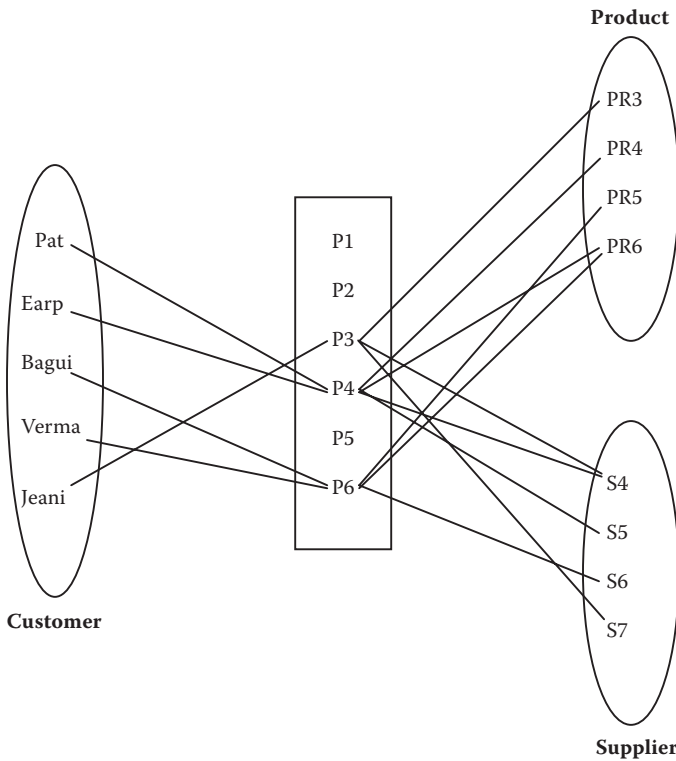 Product
PR3
PR4
PR5
PR6
Pat
Earp
Bagui
Verma
Jeani
Customer
P1
P2
P3
P4
P5
P6
S4
S5
S6
S7
Supplier